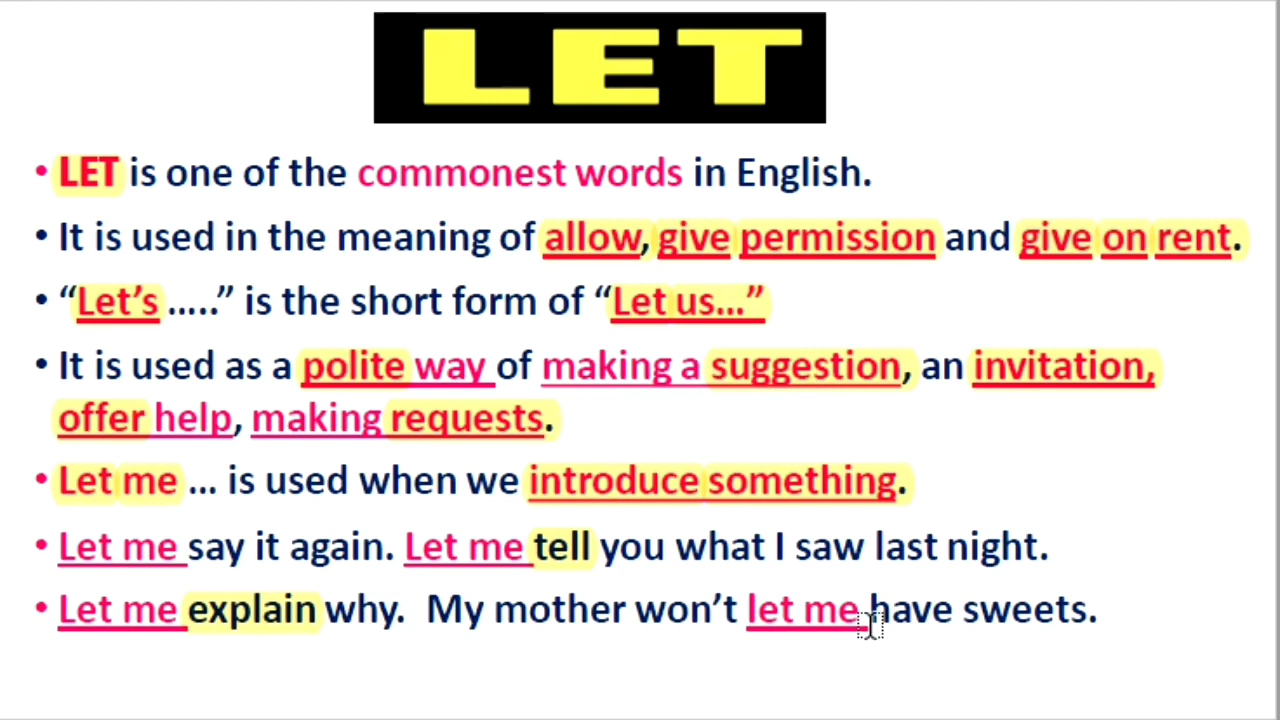 LET
• LET is one of the commonest words in English.
• It is used in the meaning of allow, give permission and give on rent.
• “Let’s .....” is the short form of “Let us...”
• It is used as a polite way of making a suggestion, an invitation,
offer help, making requests.
• Let me ... is used when we introduce something.
• Let me say it again. Let me tell you what I saw last night.
• Let me explain why. My mother won’t let me have sweets.